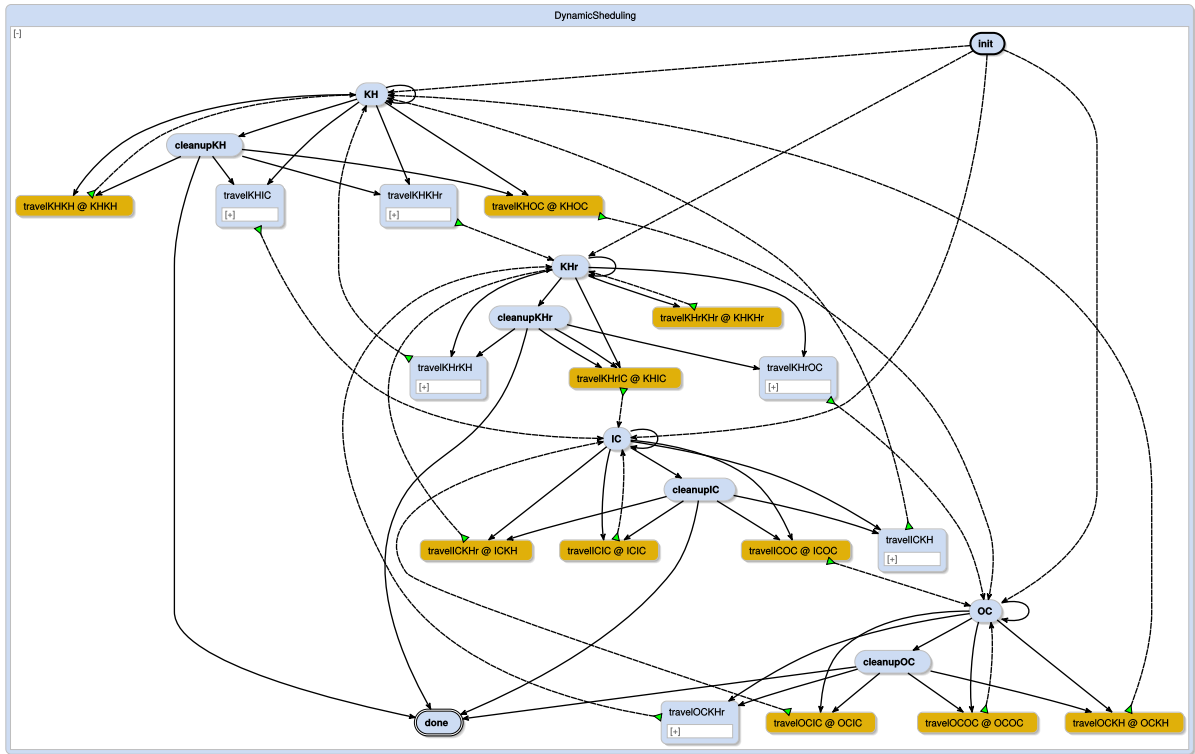 DynamicSheduling
[-]
init
KH
cleanupKH
travelKHKH @ KHKH
travelKHIC
[+]
travelKHKHr
[+]
travelKHOC @ KHOC
KHr
cleanupKHr
travelKHrKHr @ KHKHr
travelKHrKH
[+]
travelKHrIC @ KHIC
travelKHrOC
[+]
IC
cleanupIC
travelICKHr @ ICKH
travelICIC @ ICIC
travelICOC @ ICOC
travelICKH
[+]
OC
cleanupOC
done
travelOCKHr
[+]
travelOCIC @ OCIC
travelOCOC @ OCOC
travelOCKH @ OCKH